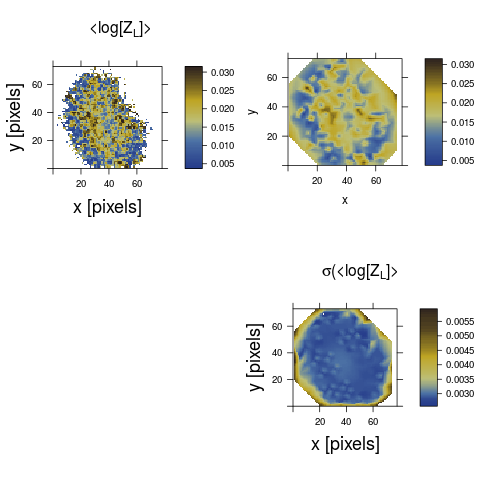 <log[Z_L]>
60
40
20
20 40 60
y [pixels]
x [pixels]
0.030
0.025
0.020
0.015
0.010
0.005
60
40
20
20 40 60
y
x
0.030
0.025
0.020
0.015
0.010
0.005
σ(<log[Z_L]>
60
40
20
20 40 60
y [pixels]
x [pixels]
0.0055
0.0050
0.0045
0.0040
0.0035
0.0030